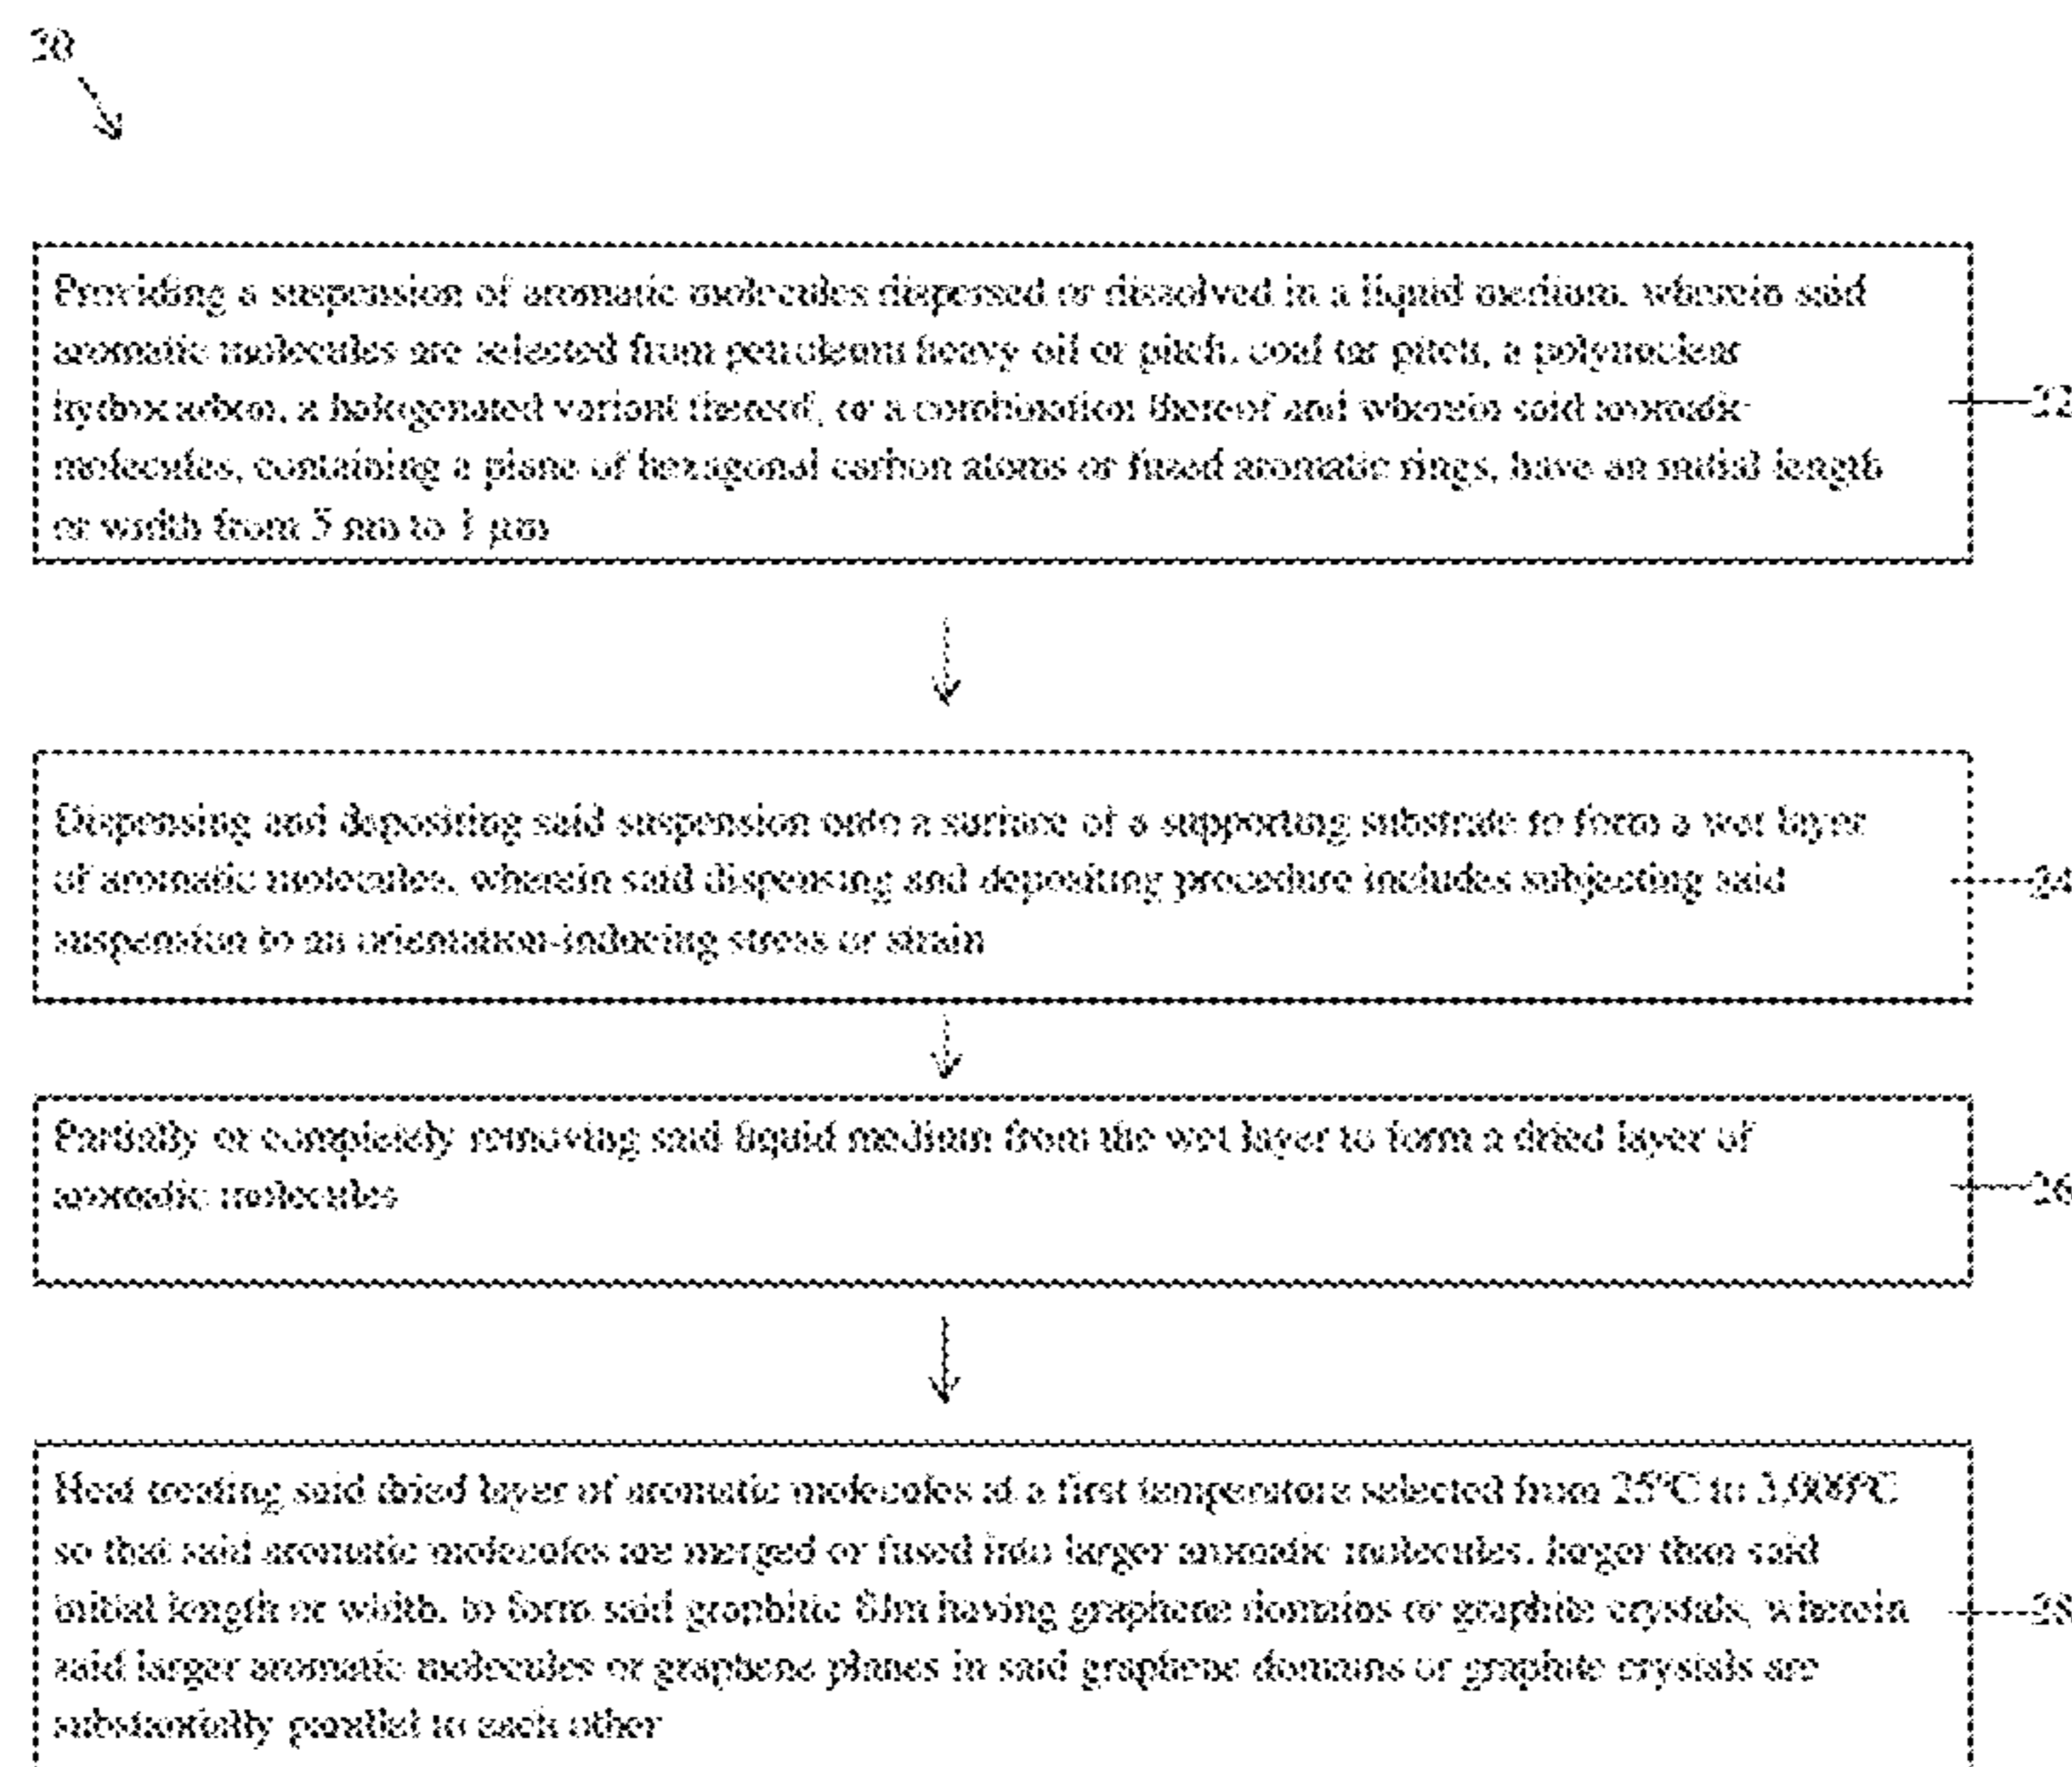 20
Providing a suspension of aromatic molecules dispersed or dissolved in a liquid medium, wherein said
aromatic molecules are selected from petroleum heavy oil or pitch, coal tar pitch, a polynuclear
hydrocarbon, a halogenated variant thereof, or a combination thereof and wherein said aromatic
molecules, containing a plane of hexagonal carbon atoms or fused aromatic rings, have an initial length
or width from 5 nm to 1 μm
22
Dispensing and depositing said suspension onto a surface of a supporting substrate to form a wet layer
of aromatic molecules, wherein said dispensing and depositing procedure includes subjecting said
suspension to an orientation-inducing stress or strain
24
Partially or completely removing said liquid medium from the wet layer to form a dried layer of
aromatic molecules
26
Heat treating said dried layer of aromatic molecules at a first temperature selected from 25°C to 3,000°C
so that said aromatic molecules are merged or fused into larger aromatic molecules, larger than said
initial length or width, to form said graphitic film having graphene domains or graphite crystals, wherein
said larger aromatic molecules or graphene planes in said graphene domains or graphite crystals are
substantially parallel to each other
28